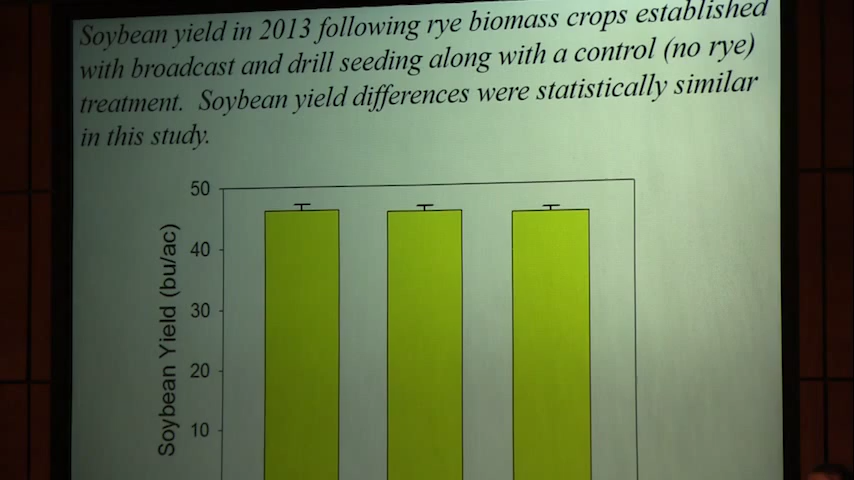 Soybean yield in 2013 following rye biomass crops established
with broadcast and drill seeding along with a control (no rye)
treatment. Soybean yield differences were statistically similar
in this study.
50
40
30
20
10
Soybean Yield (bu/ac)